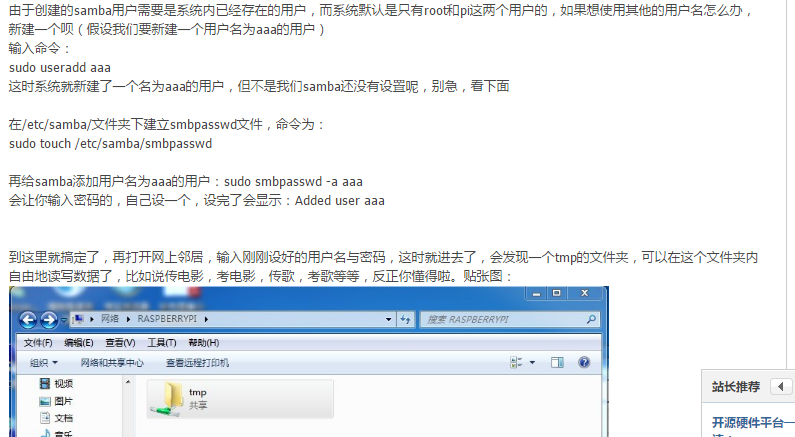 由于创建的samba用户需要是系统内已经存在的用户，而系统默认是只有root和pi这两个用户的，如果想使用其他的用户名怎么办，
新建一个呗（假设我们要新建一个用户名为aaa的用户）
输入命令：
sudo useradd aaa
这时系统就新建了一个名为aaa的用户，但不是我们samba还没有设置呢，别急，看下面
在/etc/samba/文件夹下建立smbpasswd文件，命令为：
sudo touch /etc/samba/smbpasswd
再给samba添加用户名为aaa的用户：sudo smbpasswd -a aaa
会让你输入密码的，自己设一个，设完了会显示：Added user aaa
到这里就搞定了，再打开网上邻居，输入刚刚设好的用户名与密码，这时就进去了，会发现一个tmp的文件夹，可以在这个文件夹内
自由地读写数据了，比如说传电影，考电影，传歌，考歌等等，反正你懂得啦。贴张图：
网络 RASPBERRYPI
搜索 RASPBERRYPI
文件(F) 编辑(E) 查看(V) 工具(T) 帮助(H)
组织 网络和共享中心 查看远程打印机
视频
图片
文档
音乐
tmp
共享
站长推荐
开源硬件平台一